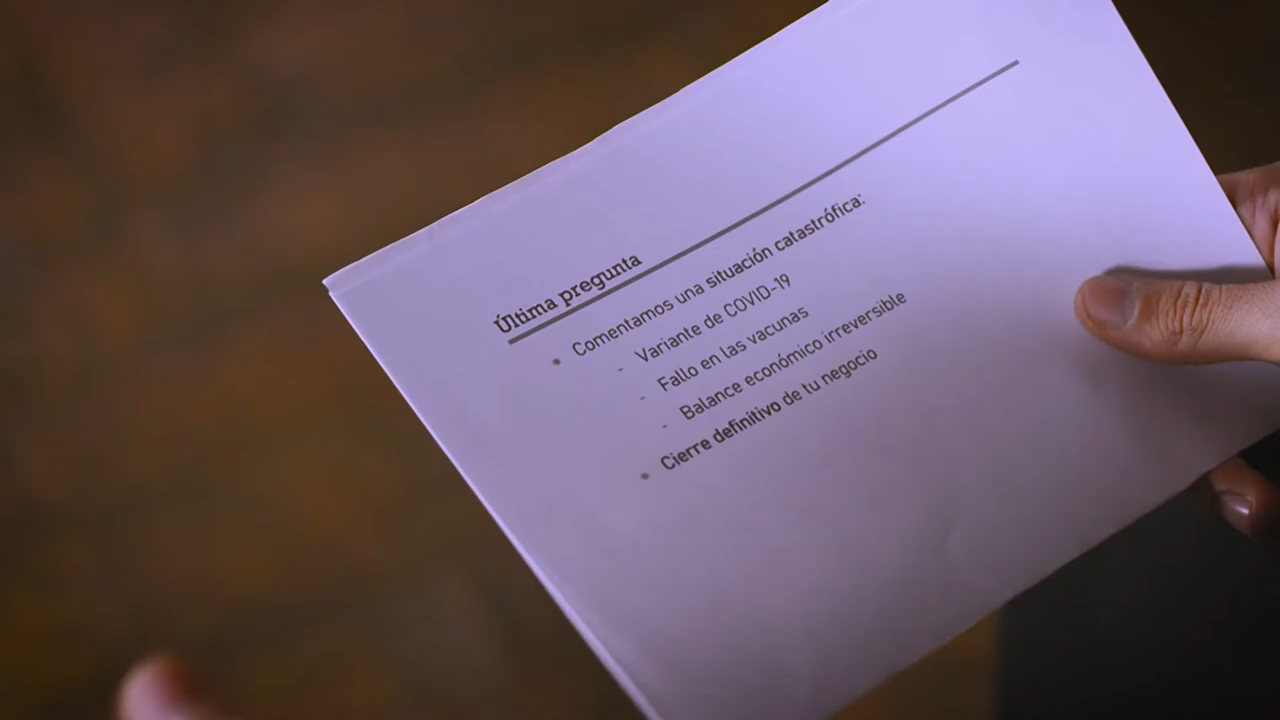 Última pregunta
• Comentamos una situación catastrófica:
- Variante de COVID-19
- Fallo en las vacunas
- Balance económico irreversible
• Cierre definitivo de tu negocio